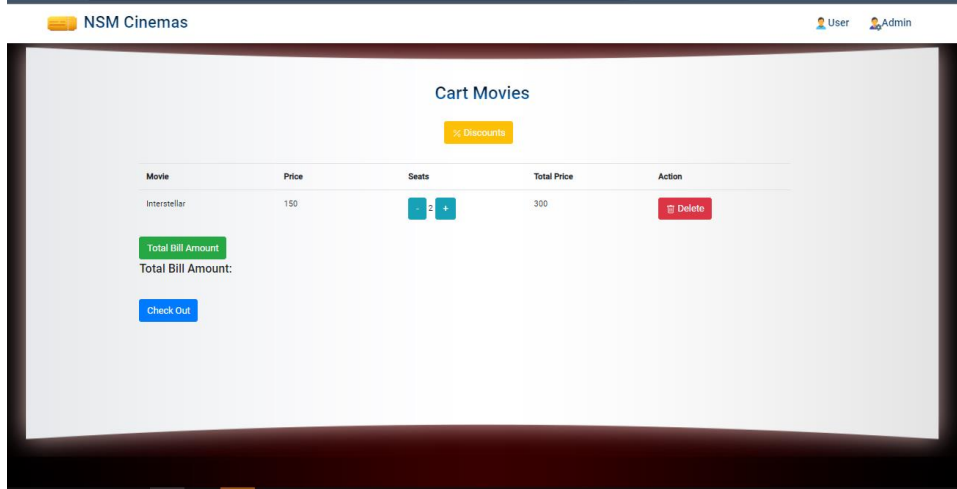 NSM Cinemas
User Admin
Cart Movies
Discounts
Movie Price Seats Total Price Action
Interstellar 150 - 2 + 300 Delete
Total Bill Amount
Total Bill Amount:
Check Out